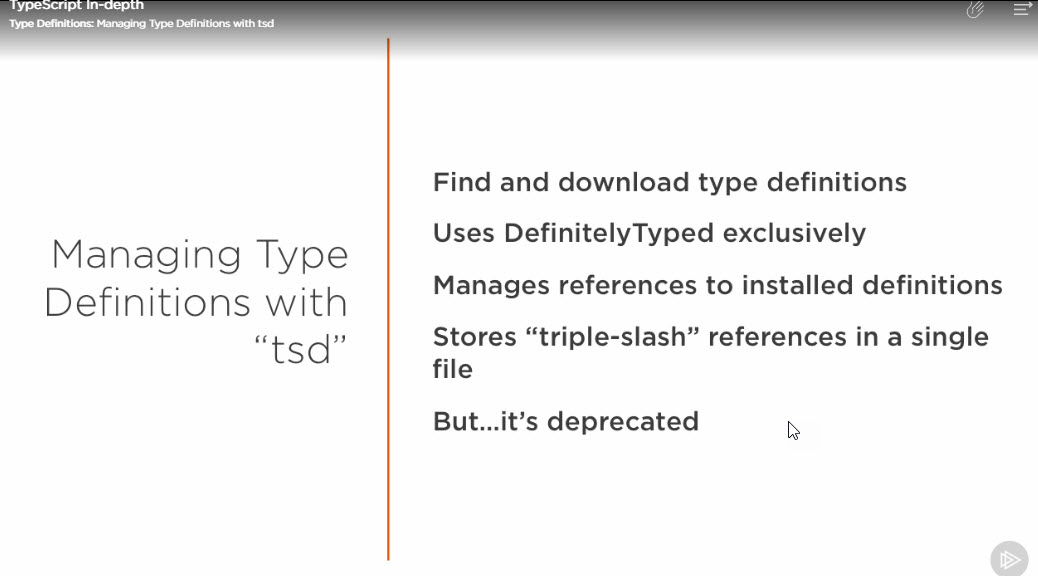 TypeScript In-depth
Type Definitions: Managing Type Definitions with tsd
Managing Type
Definitions with
“tsd”
Find and download type definitions
Uses DefinitelyTyped exclusively
Manages references to installed definitions
Stores “triple-slash” references in a single
file
But...it’s deprecated